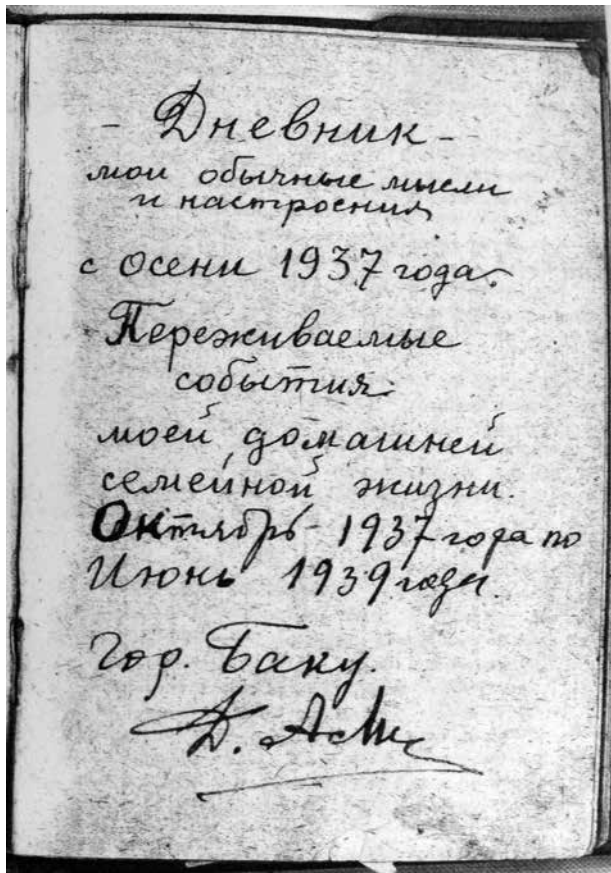 - Дневник -
мои обычные мысли
и настроения
с осени 1937 года.
Переживаемые
события
моей домашней
семейной жизни.
Октябрь - 1937 года по
Июнь 1939 года.
гор. Баку.
Д.